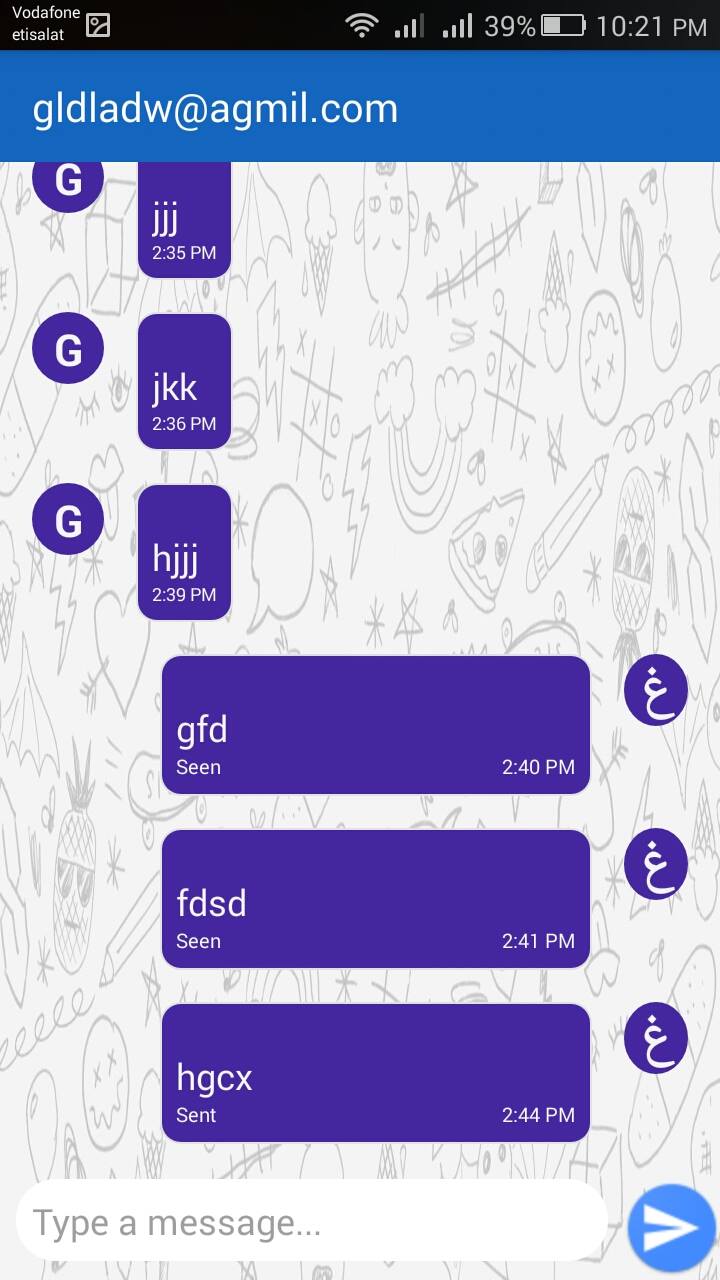 Vodafone
etisalat
39% 10:21 PM
gldladw@agmil.com
G
jjj
2:35 PM
G
jkk
2:36 PM
G
hjjj
2:39 PM
غ
gfd
Seen 2:40 PM
غ
fdsd
Seen 2:41 PM
غ
hgcx
Sent 2:44 PM
Type a message...